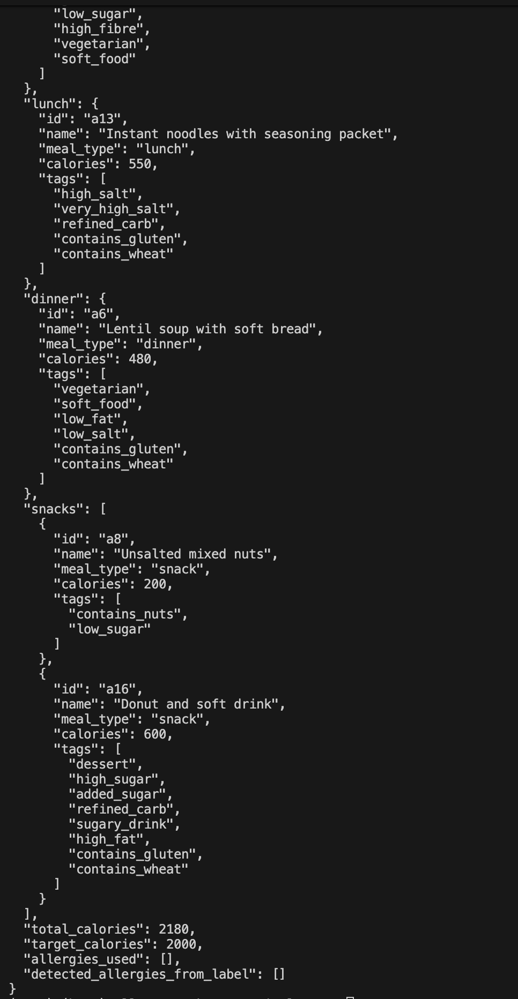 "low_sugar",
"high_fibre",
"vegetarian",
"soft_food"
]
},
"lunch": {
"id": "a13",
"name": "Instant noodles with seasoning packet",
"meal_type": "lunch",
"calories": 550,
"tags": [
"high_salt",
"very_high_salt",
"refined_carb",
"contains_gluten",
"contains_wheat"
]
},
"dinner": {
"id": "a6",
"name": "Lentil soup with soft bread",
"meal_type": "dinner",
"calories": 480,
"tags": [
"vegetarian",
"soft_food",
"low_fat",
"low_salt",
"contains_gluten",
"contains_wheat"
]
},
"snacks": [
{
"id": "a8",
"name": "Unsalted mixed nuts",
"meal_type": "snack",
"calories": 200,
"tags": [
"contains_nuts",
"low_sugar"
]
},
{
"id": "a16",
"name": "Donut and soft drink",
"meal_type": "snack",
"calories": 600,
"tags": [
"dessert",
"high_sugar",
"added_sugar",
"refined_carb",
"sugary_drink",
"high_fat",
"contains_gluten",
"contains_wheat"
]
}
],
"total_calories": 2180,
"target_calories": 2000,
"allergies_used": [],
"detected_allergies_from_label": []
}